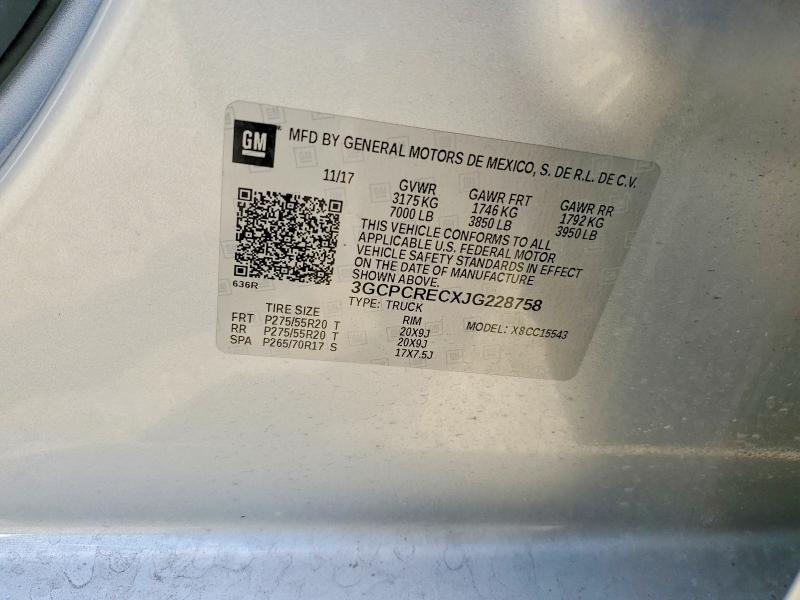 GM MFD BY GENERAL MOTORS DE MEXICO, S. DE R.L. DE C.V.
11/17
GVWR GAWR FRT GAWR RR
3175 KG 1746 KG 1792 KG
7000 LB 3850 LB 3950 LB
THIS VEHICLE CONFORMS TO ALL
APPLICABLE U.S. FEDERAL MOTOR
VEHICLE SAFETY STANDARDS IN EFFECT
ON THE DATE OF MANUFACTURE
SHOWN ABOVE.
636R
3GCPCRECXJG228758
TYPE: TRUCK
MODEL: X8CC15543
TIRE SIZE RIM
FRT P275/55R20 T 20X9J
RR P275/55R20 T 20X9J
SPA P265/70R17 S 17X7.5J